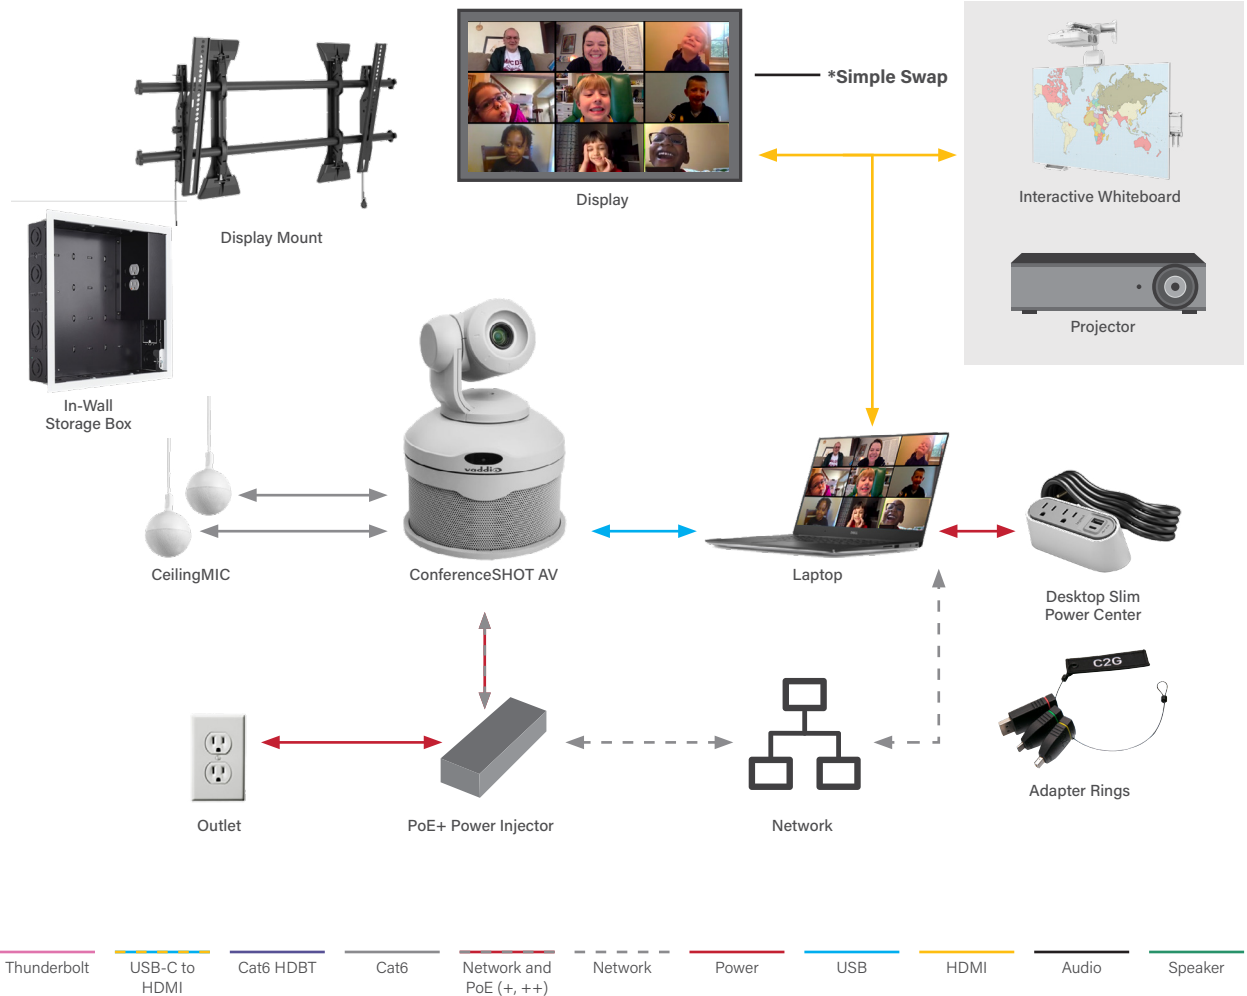 *Simple Swap
Display
Interactive Whiteboard
Display Mount
Projector
In-Wall
Storage Box
vaddio
CeilingMIC
ConferenceSHOT AV
Laptop
Desktop Slim
Power Center
C2G
Adapter Rings
Outlet
PoE+ Power Injector
Network
Thunderbolt
USB-C to
HDMI
Cat6 HDBT
Cat6
Network and
PoE (+, ++)
Network
Power
USB
HDMI
Audio
Speaker